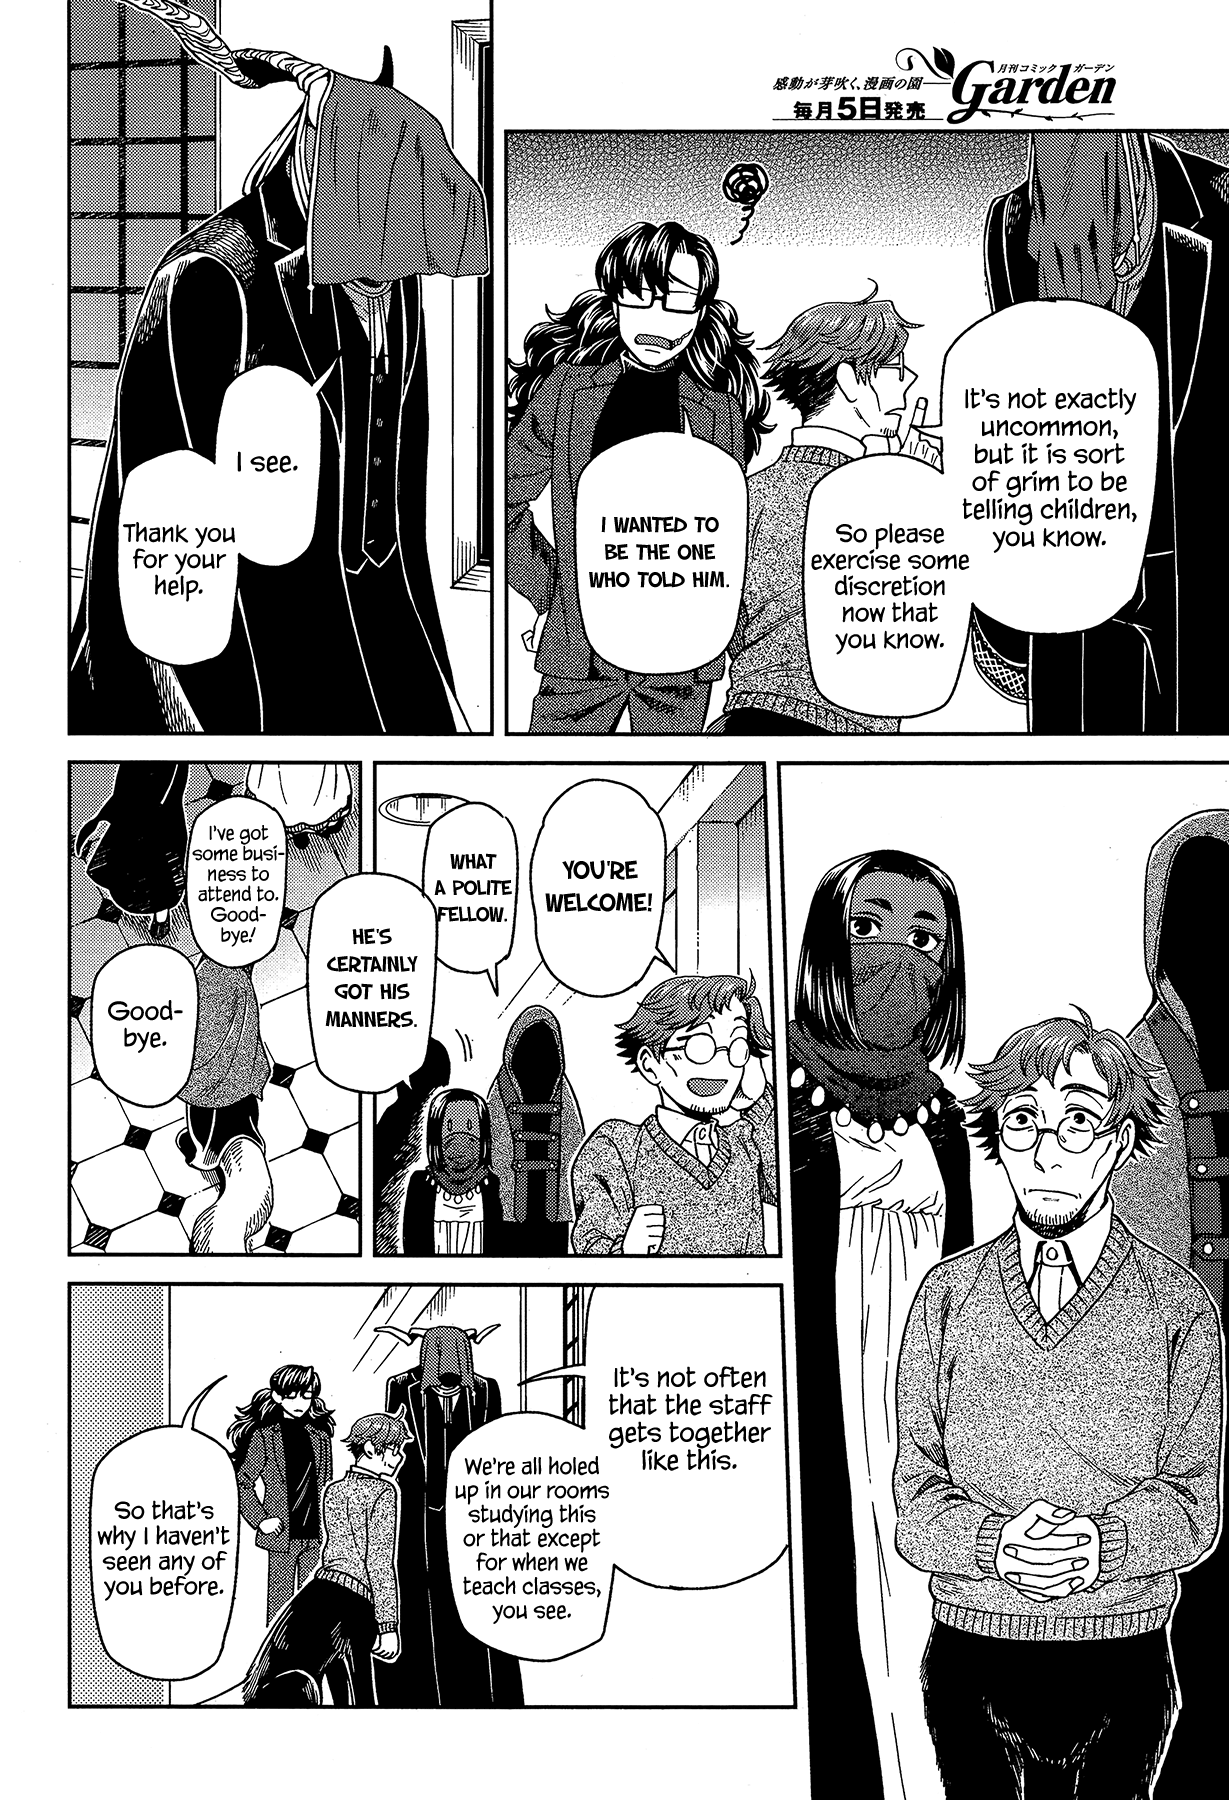 感動が芽吹く、漫画の園
毎月5日発売
月刊コミック ガーデン
Garden
It's not exactly
uncommon,
but it is sort
of grim to be
telling children,
you know.
So please
exercise some
discretion
now that
you know.
I WANTED TO
BE THE ONE
WHO TOLD HIM.
I see.
Thank you
for your
help.
YOU'RE
WELCOME!
WHAT
A POLITE
FELLOW.
HE'S
CERTAINLY
GOT HIS
MANNERS.
I've got
some busi-
ness to
attend to.
Good-
bye!
Good-
bye.
It's not often
that the staff
gets together
like this.
We're all holed
up in our rooms
studying this
or that except
for when we
teach classes,
you see.
So that's
why I haven't
seen any of
you before.